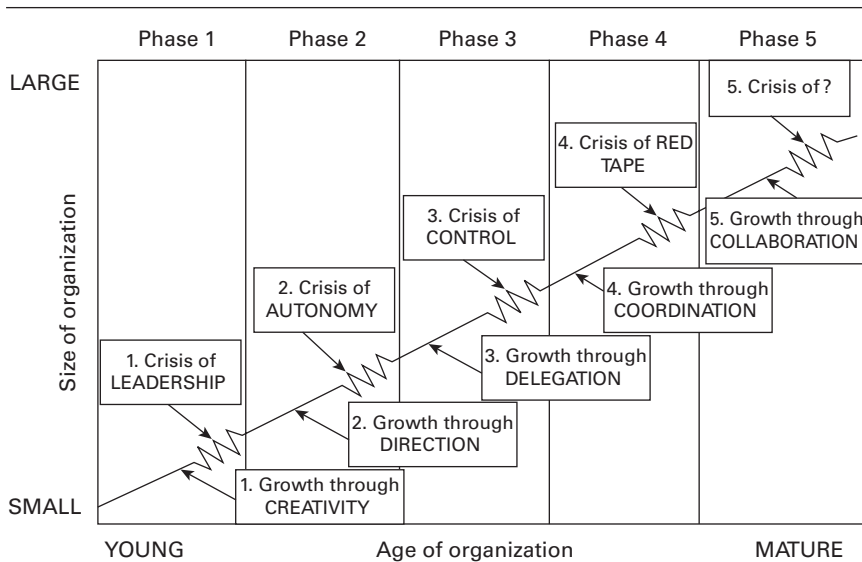 Phase 1 Phase 2 Phase 3 Phase 4 Phase 5
LARGE
5. Crisis of ?
4. Crisis of RED
TAPE
3. Crisis of
CONTROL
5. Growth through
COLLABORATION
2. Crisis of
AUTONOMY
4. Growth through
COORDINATION
Size of organization
1. Crisis of
LEADERSHIP
3. Growth through
DELEGATION
2. Growth through
DIRECTION
1. Growth through
CREATIVITY
SMALL
YOUNG Age of organization MATURE